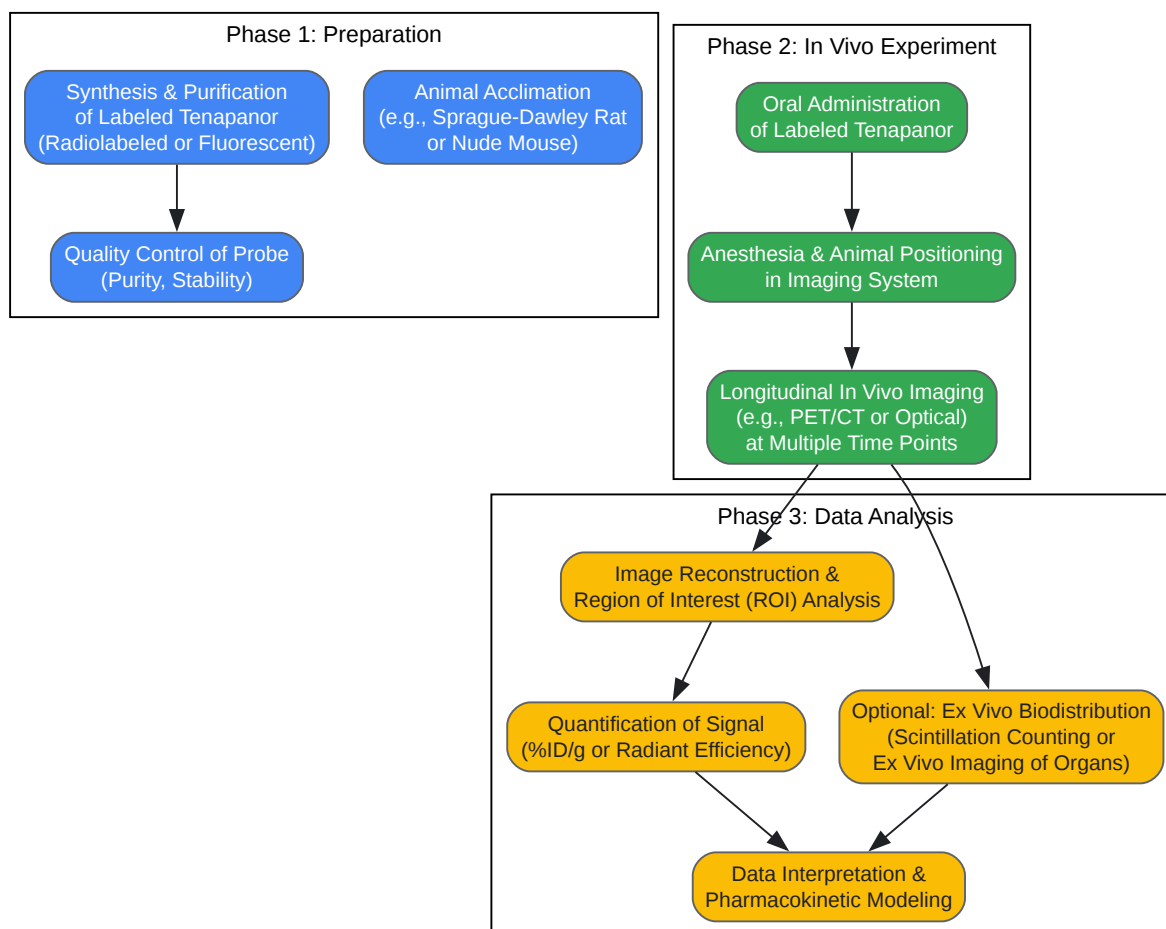 Phase 1: Preparation
Synthesis & Purification
of Labeled Tenapanor
(Radiolabeled or Fluorescent)
Animal Acclimation
(e.g., Sprague-Dawley Rat
or Nude Mouse)
Quality Control of Probe
(Purity, Stability)
Phase 2: In Vivo Experiment
Oral Administration
of Labeled Tenapanor
Anesthesia & Animal Positioning
in Imaging System
Longitudinal In Vivo Imaging
(e.g., PET/CT or Optical)
at Multiple Time Points
Phase 3: Data Analysis
Image Reconstruction &
Region of Interest (ROI) Analysis
Quantification of Signal
(%ID/g or Radiant Efficiency)
Optional: Ex Vivo Biodistribution
(Scintillation Counting or
Ex Vivo Imaging of Organs)
Data Interpretation &
Pharmacokinetic Modeling